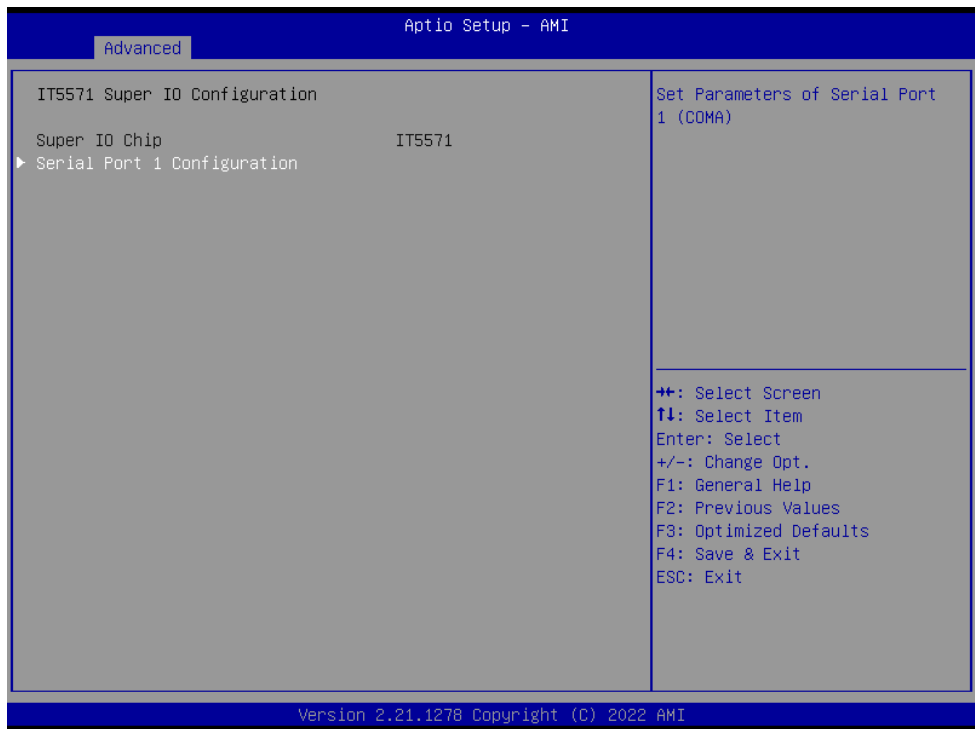 Aptio Setup – AMI
Advanced
IT5571 Super IO Configuration
Super IO Chip IT5571
▶ Serial Port 1 Configuration
Set Parameters of Serial Port
1 (COMA)
→←: Select Screen
↑↓: Select Item
Enter: Select
+/-: Change Opt.
F1: General Help
F2: Previous Values
F3: Optimized Defaults
F4: Save & Exit
ESC: Exit
Version 2.21.1278 Copyright (C) 2022 AMI